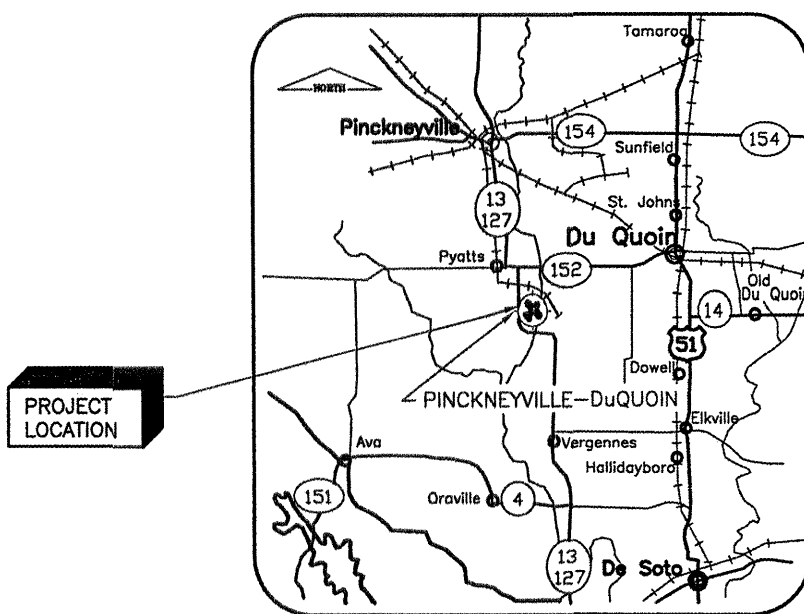 Tamaroa
NORTH
Pinckneyville
154
154
Sunfield
13
127
St. Johns
Du Quoin
Pyatts
152
Old
Du Quoin
14
51
Dowell
PROJECT
LOCATION
PINCKNEYVILLE-DuQUOIN
Elkville
Ava
Vergennes
Hallidayboro
151
Oraville
4
13
127
De Soto